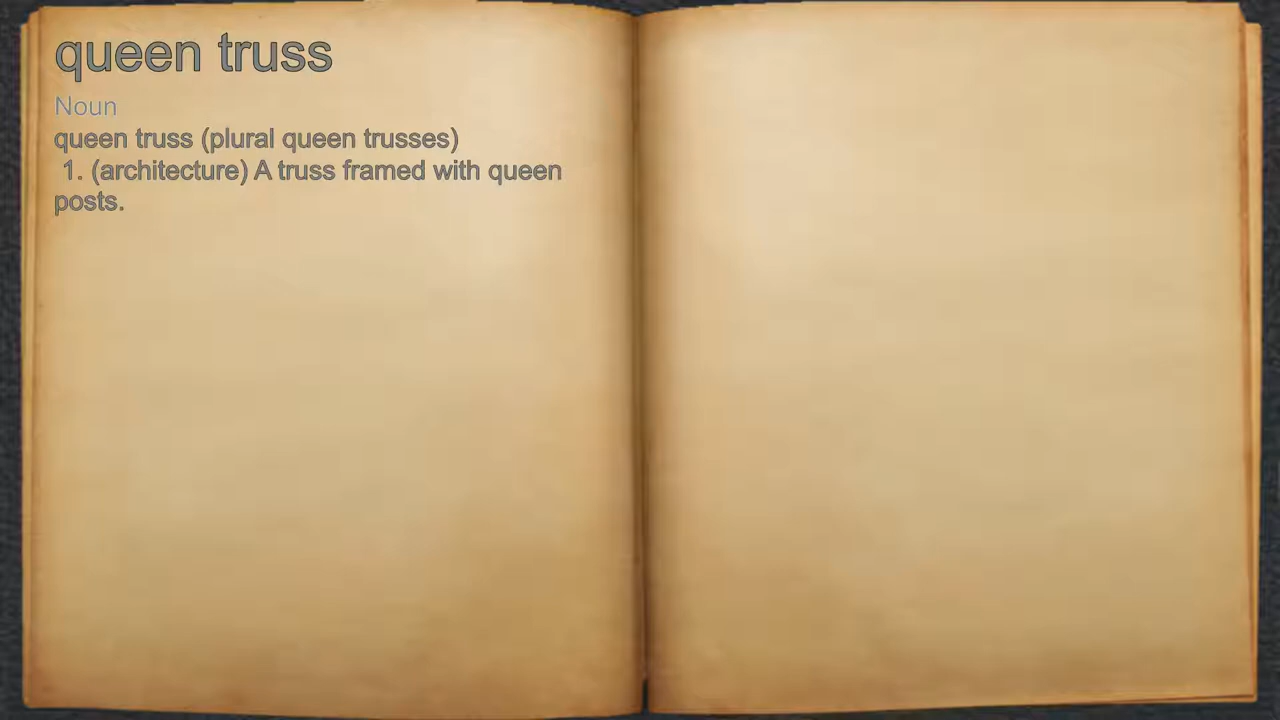 queen truss
Noun
queen truss (plural queen trusses)
1. (architecture) A truss framed with queen
posts.